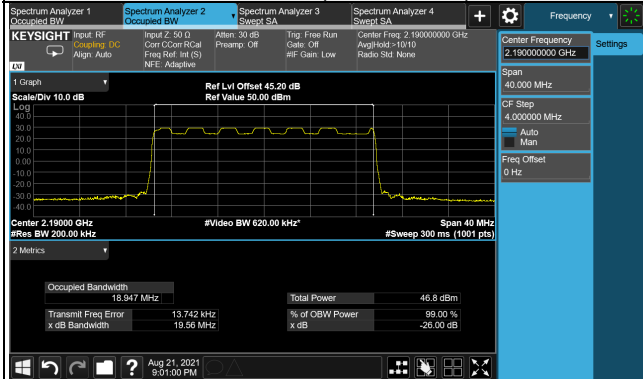 Spectrum Analyzer 1
Occupied BW
Spectrum Analyzer 2
Occupied BW
Spectrum Analyzer 3
Swept SA
Spectrum Analyzer 4
Swept SA
Frequency
KEYSIGHT
Input: RF
Coupling: DC
Align: Auto
Input Z: 50 Ω
Corr CCorr RCal
Freq Ref: Int (S)
NFE: Adaptive
Atten: 30 dB
Preamp: Off
Trig: Free Run
Gate: Off
#IF Gain: Low
Center Freq: 2.190000000 GHz
Avg|Hold:>10/10
Radio Std: None
LXI
Center Frequency
2.190000000 GHz
Settings
Span
40.000 MHz
CF Step
4.000000 MHz
Auto
Man
Freq Offset
0 Hz
1 Graph
Scale/Div 10.0 dB
Ref Lvl Offset 45.20 dB
Ref Value 50.00 dBm
Log
40.0
30.0
20.0
10.0
0.00
-10.0
-20.0
-30.0
-40.0
Center 2.19000 GHz
#Video BW 620.00 kHz*
Span 40 MHz
#Res BW 200.00 kHz
#Sweep 300 ms (1001 pts)
2 Metrics
Occupied Bandwidth
18.947 MHz
Total Power 46.8 dBm
Transmit Freq Error 13.742 kHz
% of OBW Power 99.00 %
x dB Bandwidth 19.56 MHz
x dB -26.00 dB
?
Aug 21, 2021
9:01:00 PM